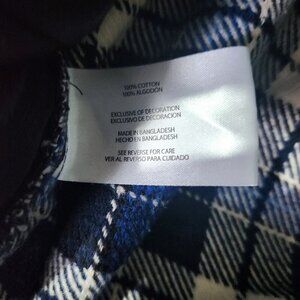 100% COTTON
100% ALGODÓN
EXCLUSIVE OF DECORATION
EXCLUSIVO DE DECORACION
MADE IN BANGLADESH
HECHO EN BANGLADESH
SEE REVERSE FOR CARE
VER AL REVERSO PARA CUIDADO